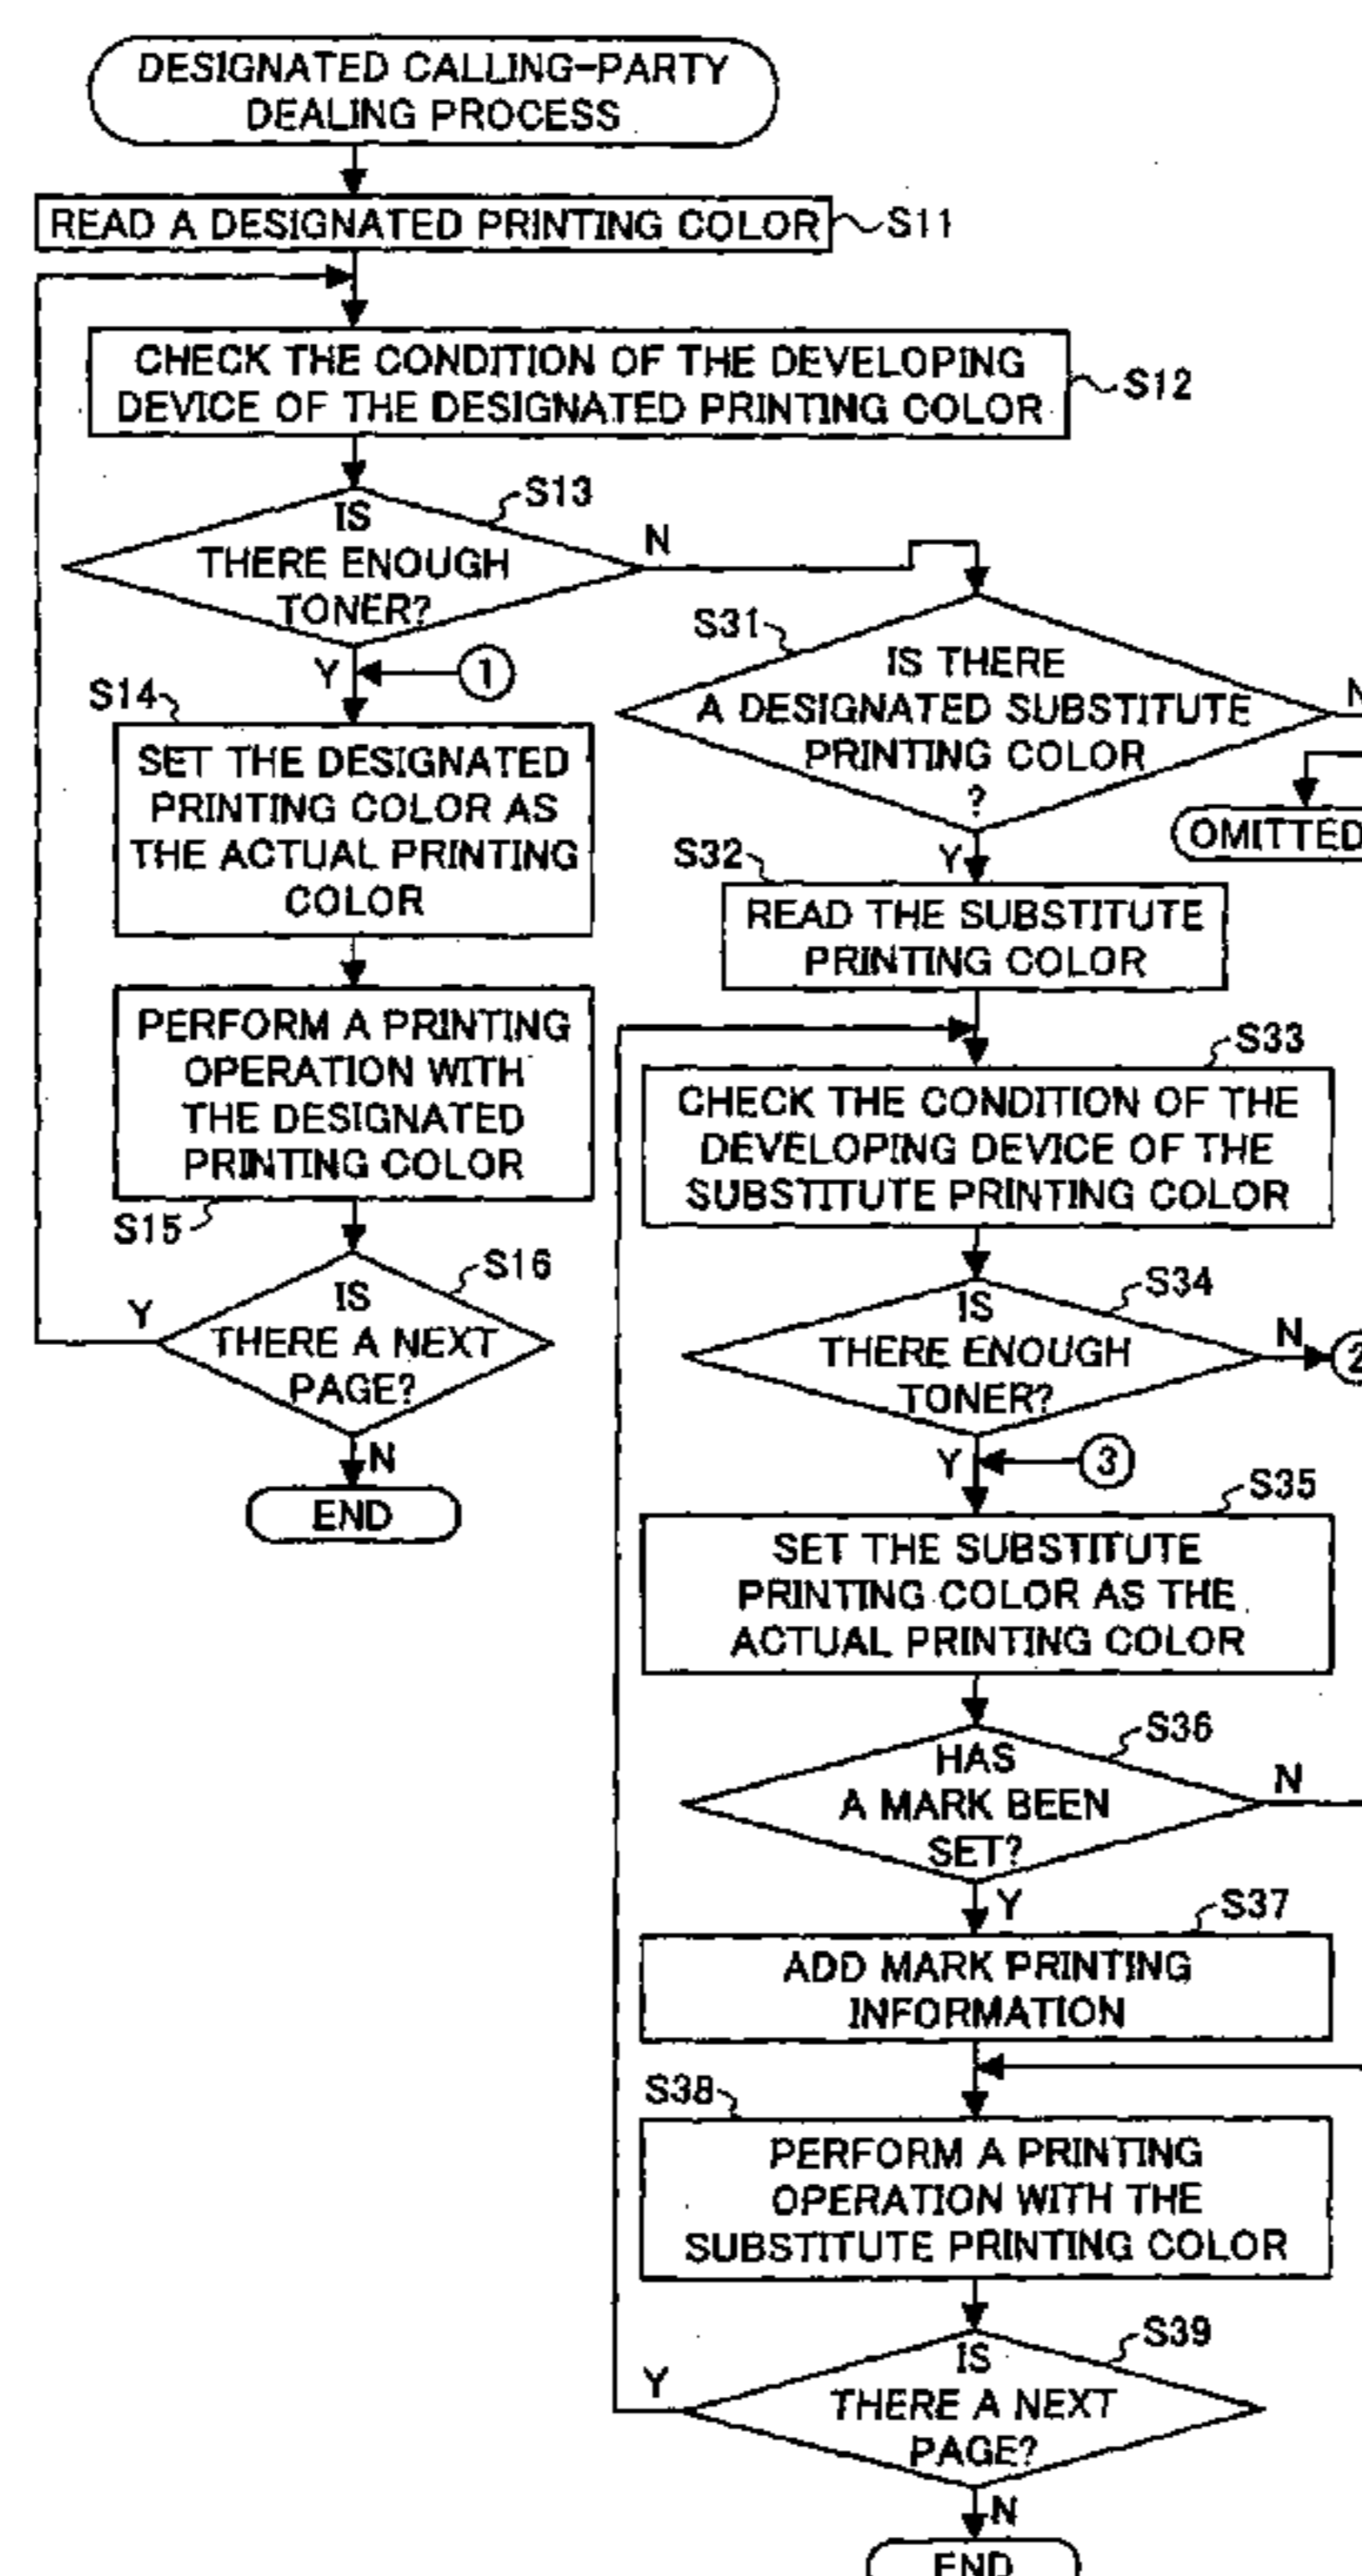 DESIGNATED CALLING-PARTY
DEALING PROCESS
READ A DESIGNATED PRINTING COLOR
S11
CHECK THE CONDITION OF THE DEVELOPING
DEVICE OF THE DESIGNATED PRINTING COLOR
S12
S13
IS
THERE ENOUGH
TONER?
N
Y
1
S14
SET THE DESIGNATED
PRINTING COLOR AS
THE ACTUAL PRINTING
COLOR
PERFORM A PRINTING
OPERATION WITH
THE DESIGNATED
PRINTING COLOR
S15
S16
IS
THERE A NEXT
PAGE?
Y
N
END
S31
IS THERE
A DESIGNATED SUBSTITUTE
PRINTING COLOR
?
N
OMITTED
Y
S32
READ THE SUBSTITUTE
PRINTING COLOR
S33
CHECK THE CONDITION OF THE
DEVELOPING DEVICE OF THE
SUBSTITUTE PRINTING COLOR
S34
IS
THERE ENOUGH
TONER?
N
2
Y
3
S35
SET THE SUBSTITUTE
PRINTING COLOR AS THE
ACTUAL PRINTING COLOR
S36
HAS
A MARK BEEN
SET?
N
Y
S37
ADD MARK PRINTING
INFORMATION
S38
PERFORM A PRINTING
OPERATION WITH THE
SUBSTITUTE PRINTING COLOR
S39
IS
THERE A NEXT
PAGE?
Y
N
END